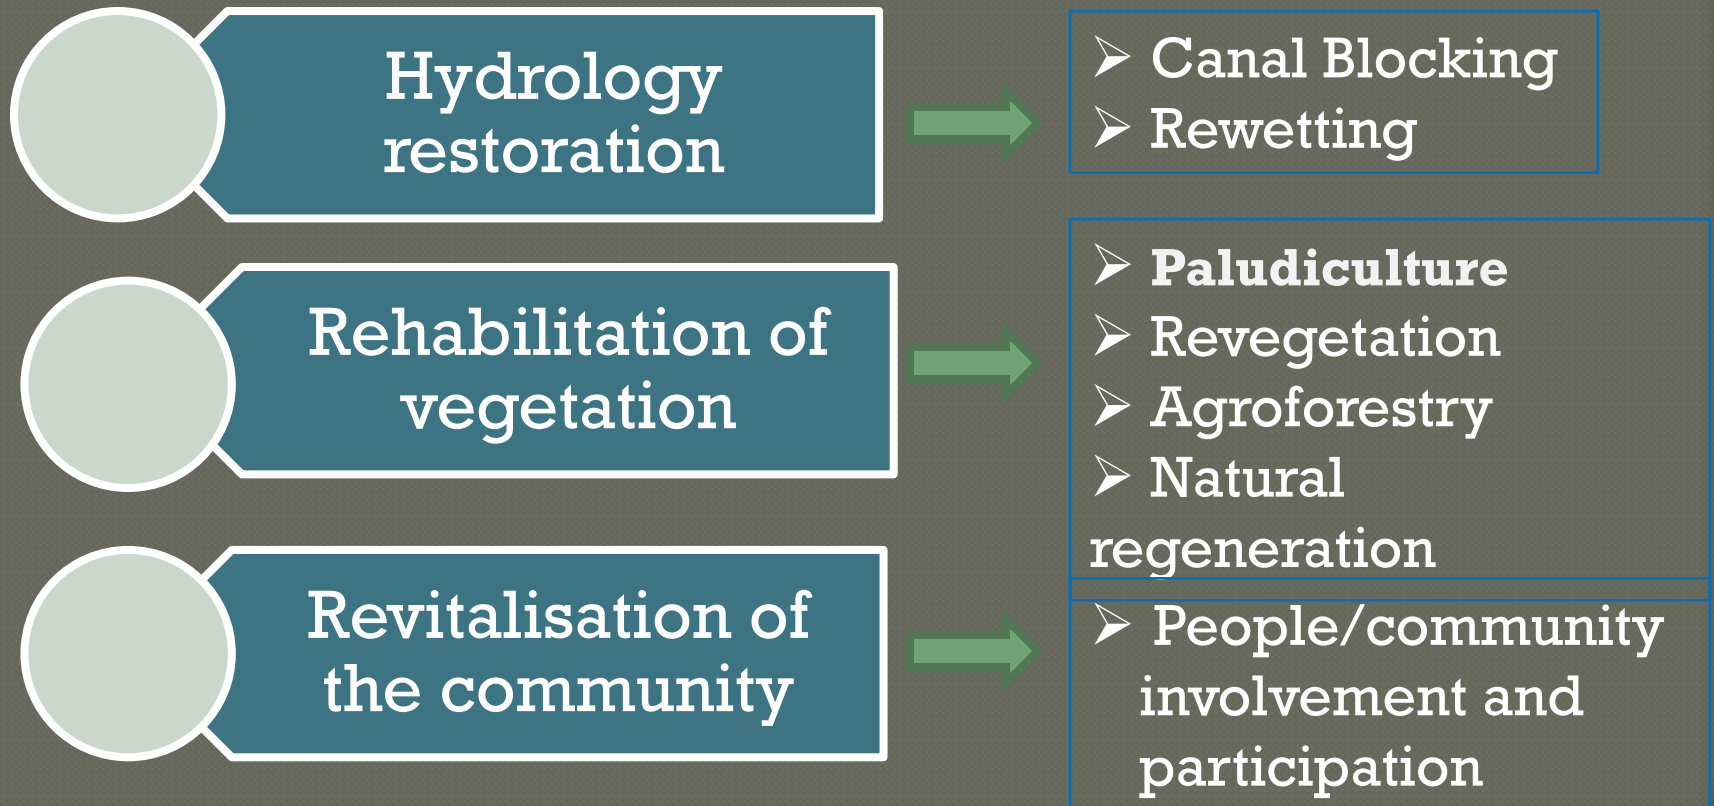 Hydrology
restoration
➢ Canal Blocking
➢ Rewetting
Rehabilitation of
vegetation
➢ Paludiculture
➢ Revegetation
➢ Agroforestry
➢ Natural
regeneration
Revitalisation of
the community
➢ People/community
involvement and
participation